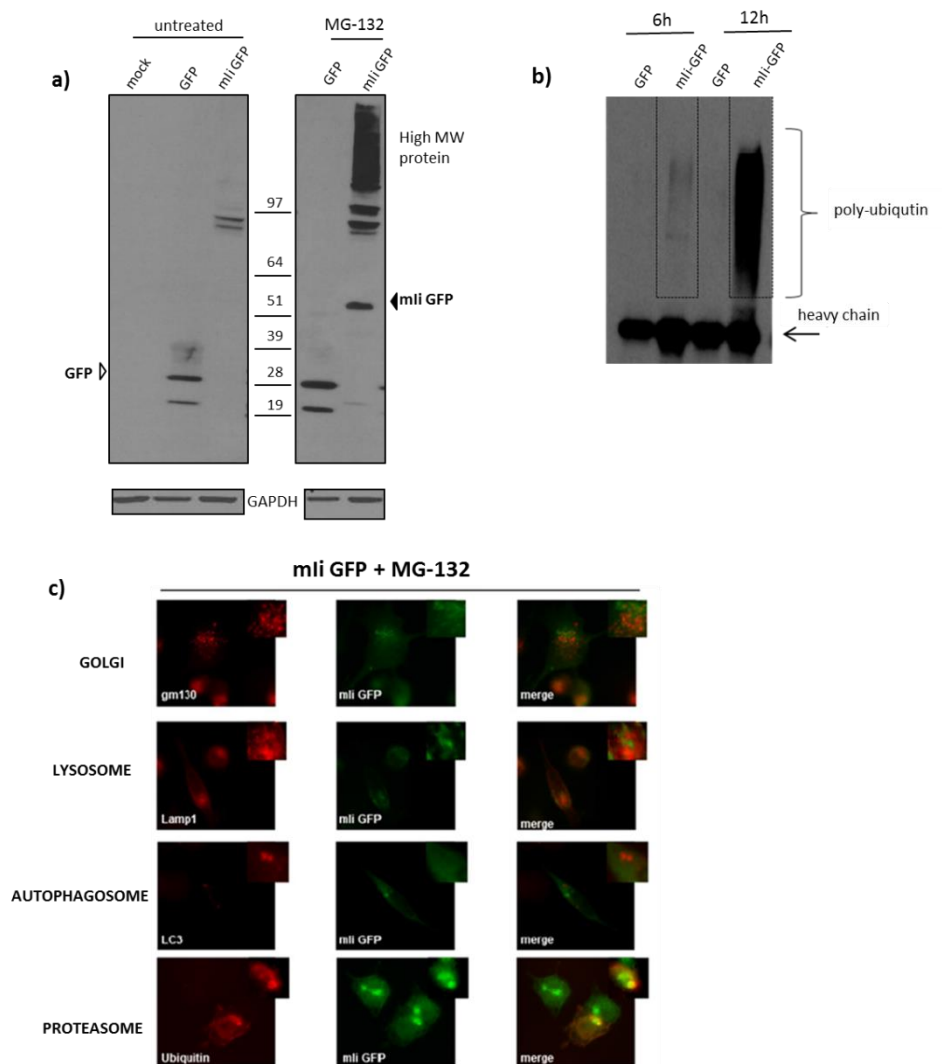 a)
untreated
MG-132
mock
GFP
mIi GFP
GFP
mIi GFP
High MW
protein
97
64
51
39
28
19
GFP
mIi GFP
GAPDH
b)
6h
12h
GFP
mIi-GFP
GFP
mIi-GFP
poly-ubiqutin
heavy chain
c)
mIi GFP + MG-132
GOLGI
gm130
mIi GFP
merge
LYSOSOME
Lamp1
mIi GFP
merge
AUTOPHAGOSOME
LC3
mIi GFP
merge
PROTEASOME
Ubiquitin
mIi GFP
merge